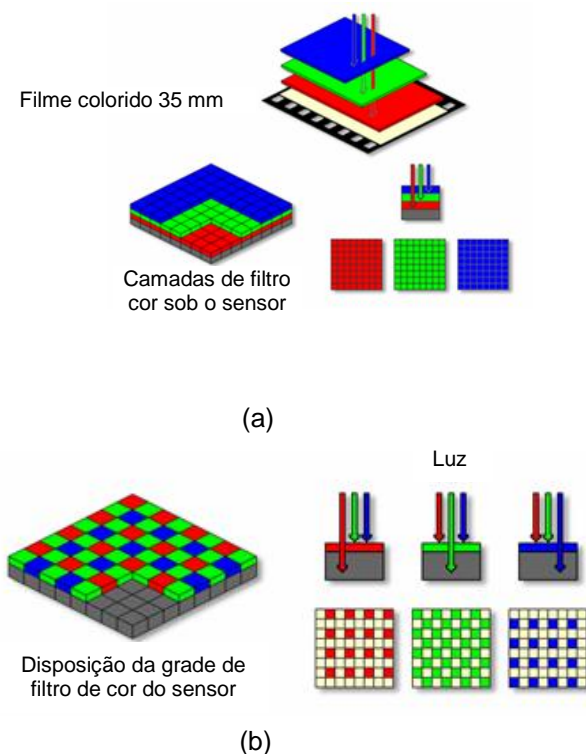 Filme colorido 35 mm
Camadas de filtro
cor sob o sensor
(a)
Luz
Disposição da grade de
filtro de cor do sensor
(b)